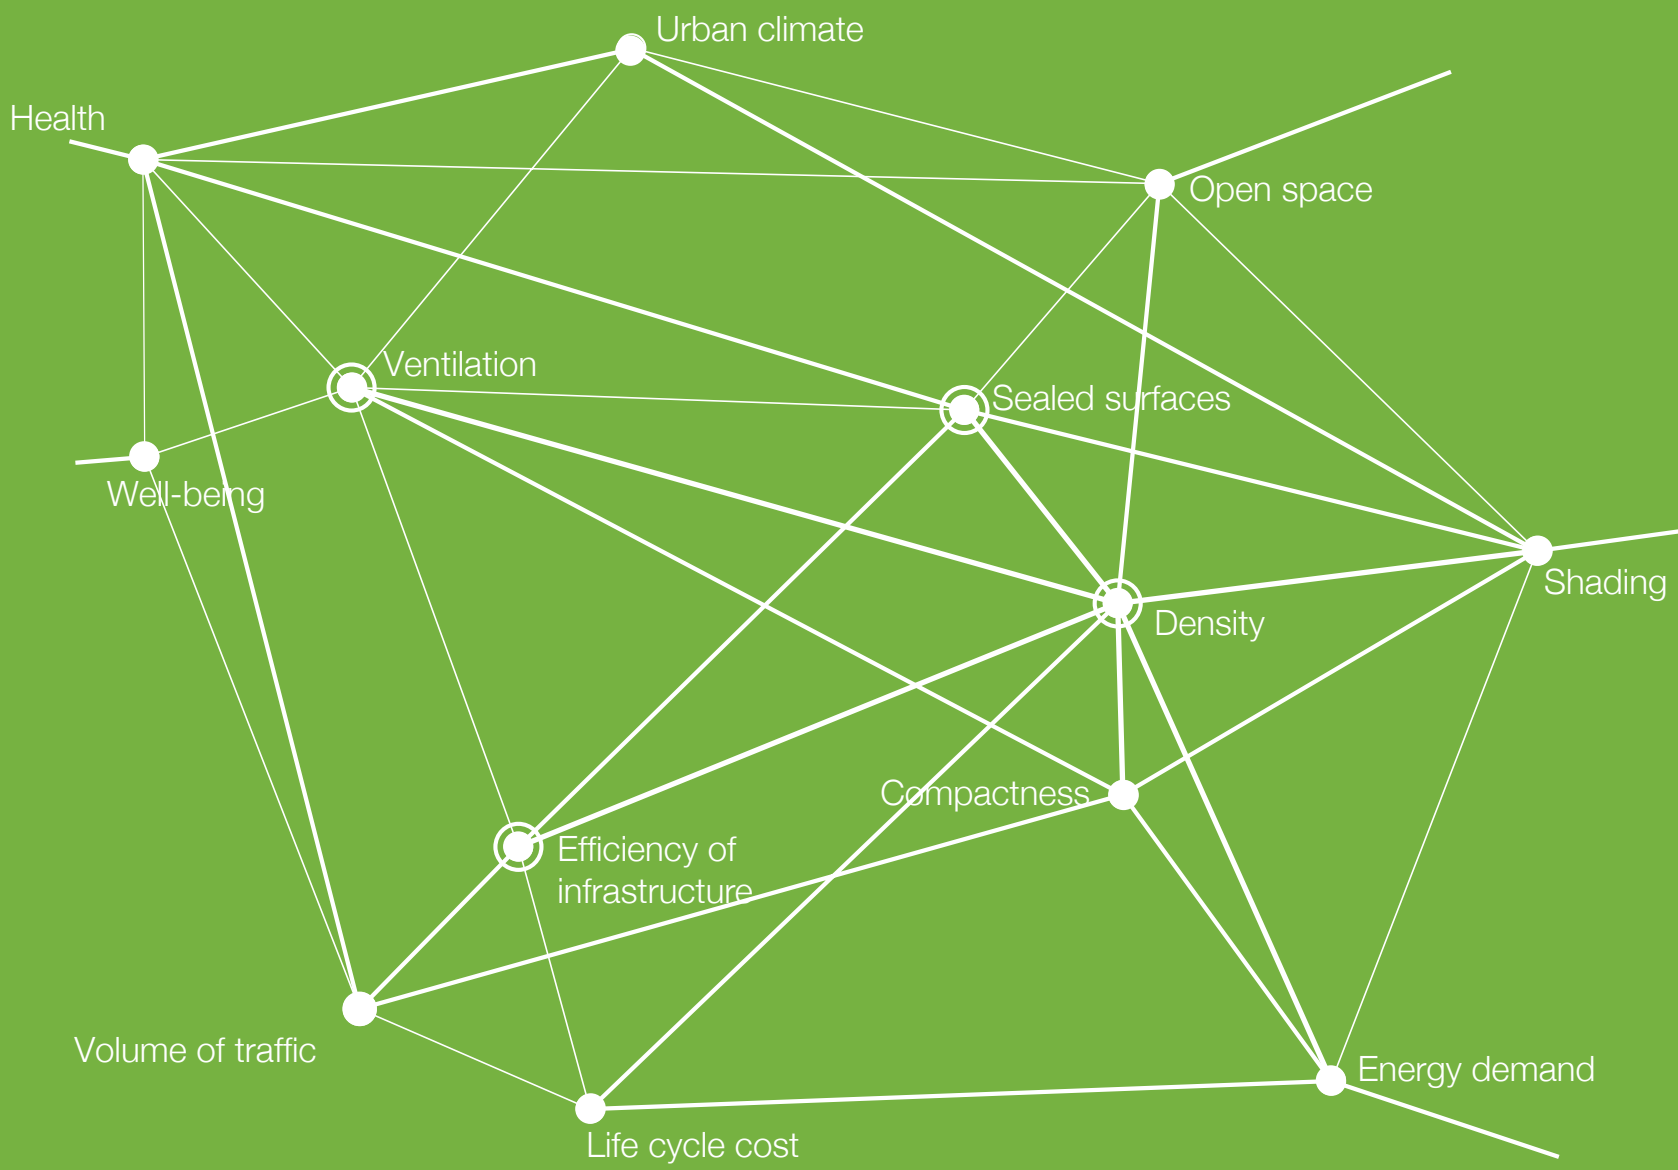 Urban climate
Health
Open space
Ventilation
Sealed surfaces
Well-being
Shading
Density
Compactness
Efficiency of
infrastructure
Volume of traffic
Energy demand
Life cycle cost